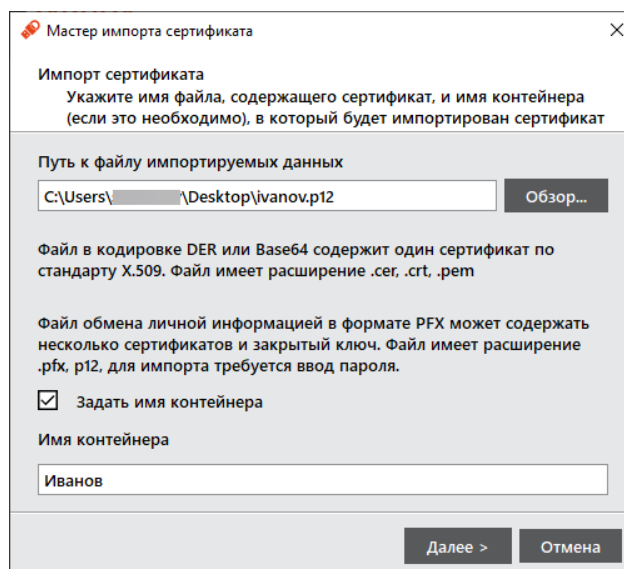 Мастер импорта сертификата
Импорт сертификата
Укажите имя файла, содержащего сертификат, и имя контейнера
(если это необходимо), в который будет импортирован сертификат
Путь к файлу импортируемых данных
C:\Users\ \Desktop\ivanov.p12
Обзор...
Файл в кодировке DER или Base64 содержит один сертификат по
стандарту X.509. Файл имеет расширение .cer, .crt, .pem
Файл обмена личной информацией в формате PFX может содержать
несколько сертификатов и закрытый ключ. Файл имеет расширение
.pfx, p12, для импорта требуется ввод пароля.
Задать имя контейнера
Имя контейнера
Иванов
Далее >
Отмена